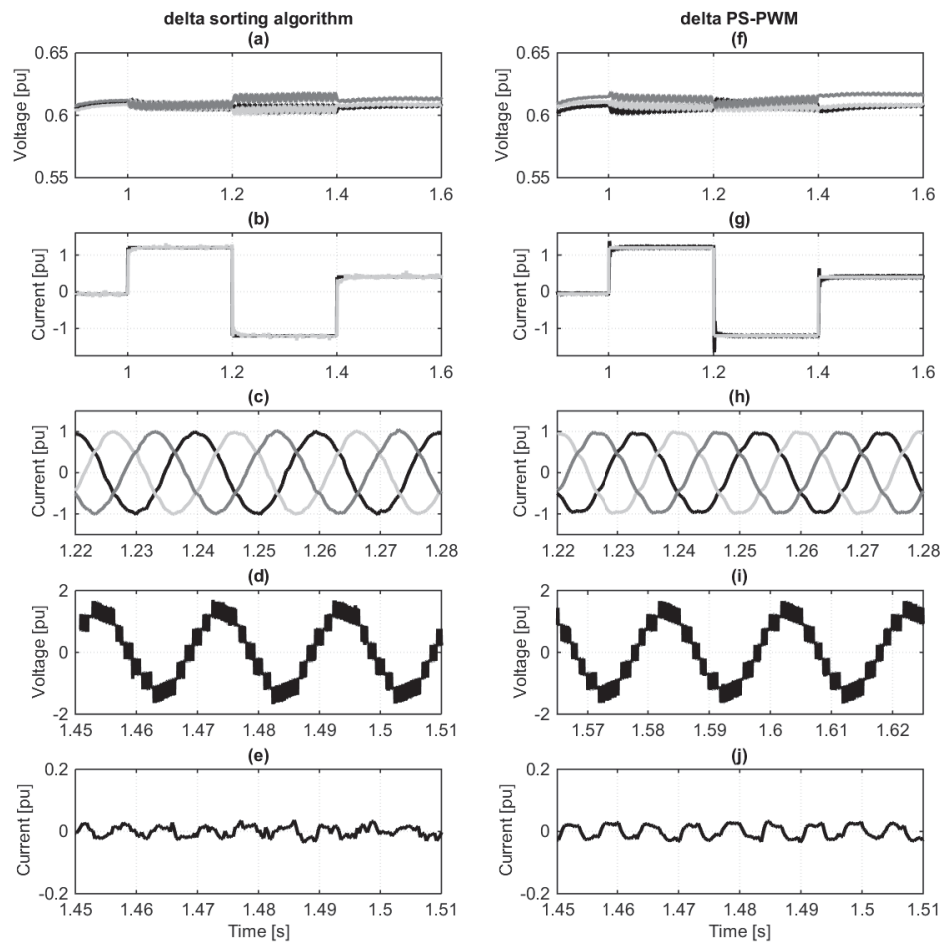 delta sorting algorithm
(a)
Voltage [pu]
0.65
0.6
0.55
1 1.2 1.4 1.6
(b)
Current [pu]
1
0
-1
1 1.2 1.4 1.6
(c)
Current [pu]
1
0
-1
1.22 1.23 1.24 1.25 1.26 1.27 1.28
(d)
Voltage [pu]
2
0
-2
1.45 1.46 1.47 1.48 1.49 1.5 1.51
(e)
Current [pu]
0.2
0
-0.2
1.45 1.46 1.47 1.48 1.49 1.5 1.51
Time [s]
delta PS-PWM
(f)
Voltage [pu]
0.65
0.6
0.55
1 1.2 1.4 1.6
(g)
Current [pu]
1
0
-1
1 1.2 1.4 1.6
(h)
Current [pu]
1
0
-1
1.22 1.23 1.24 1.25 1.26 1.27 1.28
(i)
Voltage [pu]
2
0
-2
1.57 1.58 1.59 1.6 1.61 1.62
(j)
Current [pu]
0.2
0
-0.2
1.45 1.46 1.47 1.48 1.49 1.5 1.51
Time [s]